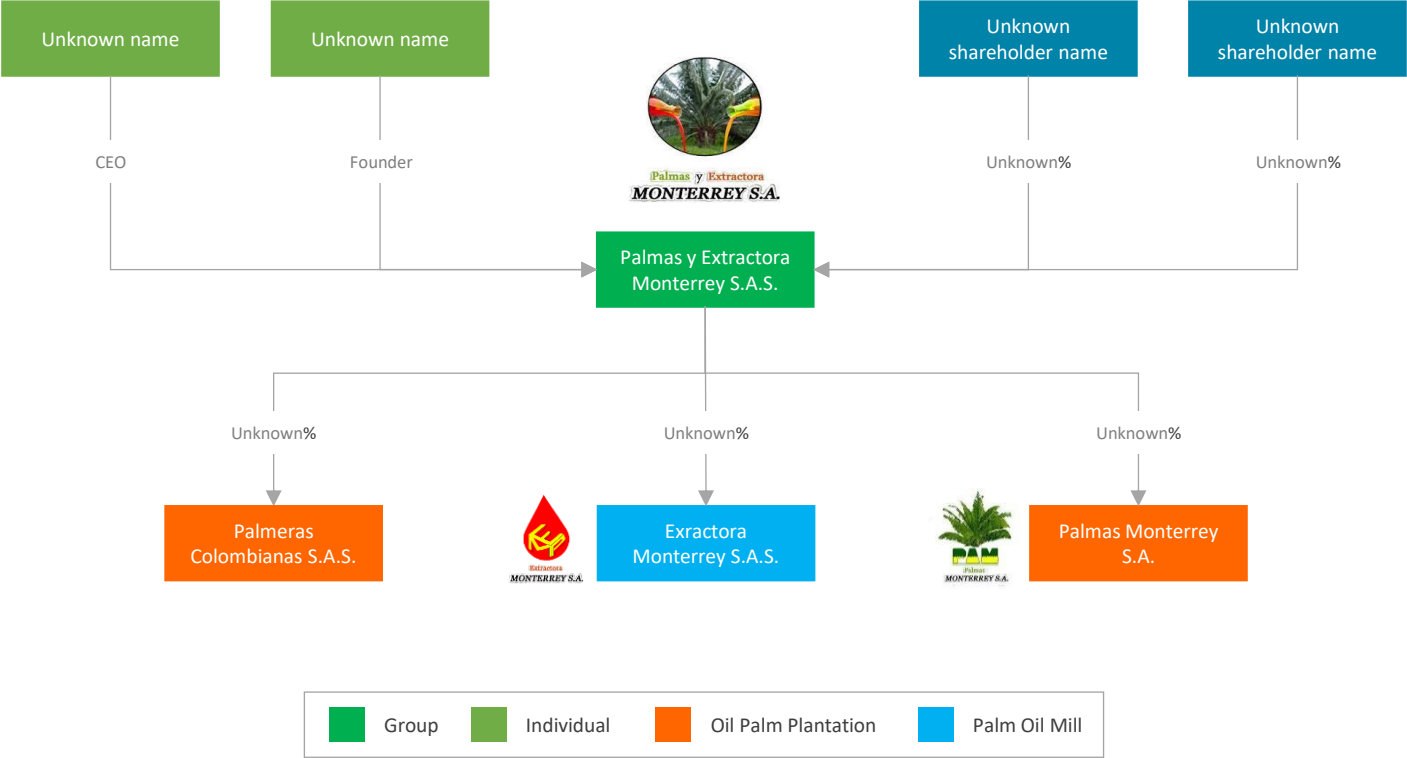 Unknown name
Unknown name
Unknown
shareholder name
Unknown
shareholder name
CEO
Founder
Unknown%
Unknown%
Palmas y Extractora
MONTERREY S.A.
Palmas y Extractora
Monterrey S.A.S.
Unknown%
Unknown%
Unknown%
Palmeras
Colombianas S.A.S.
Extractora
MONTERREY S.A.
Exractora
Monterrey S.A.S.
PAM
Palmas
MONTERREY S.A.
Palmas Monterrey
S.A.
Group
Individual
Oil Palm Plantation
Palm Oil Mill